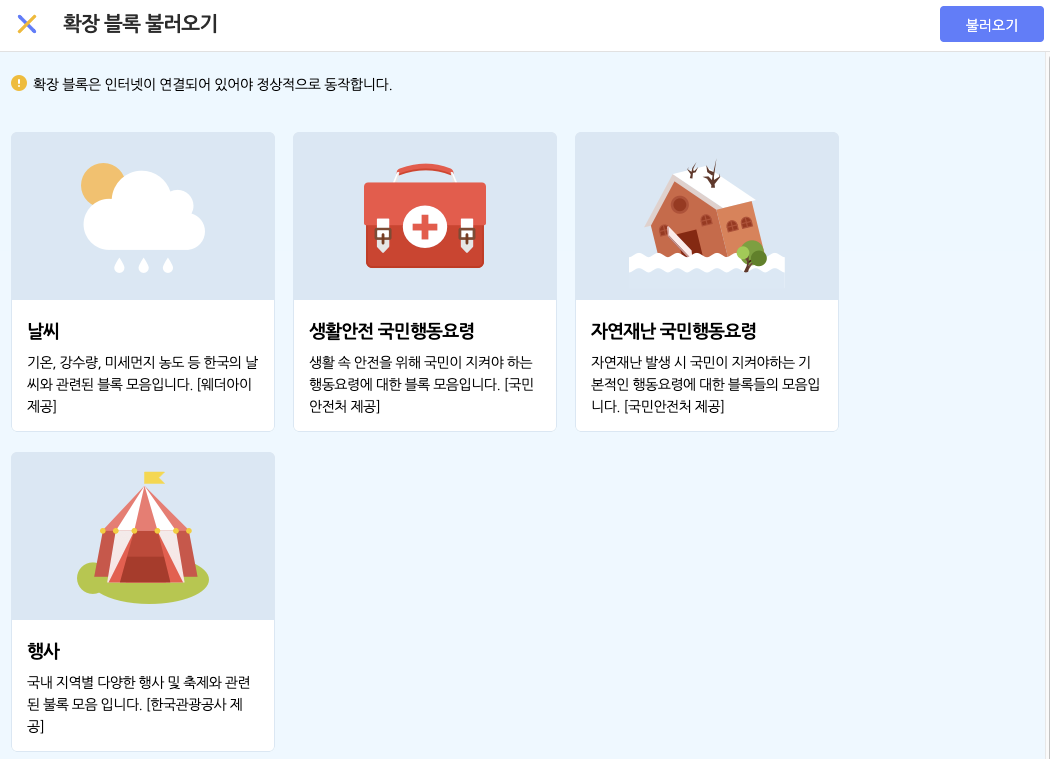 확장 블록 불러오기
불러오기
확장 블록은 인터넷이 연결되어 있어야 정상적으로 동작합니다.
날씨
기온, 강수량, 미세먼지 농도 등 한국의 날
씨와 관련된 블록 모음입니다. [웨더아이
제공]
생활안전 국민행동요령
생활 속 안전을 위해 국민이 지켜야 하는
행동요령에 대한 블록 모음입니다. [국민
안전처 제공]
자연재난 국민행동요령
자연재난 발생 시 국민이 지켜야하는 기
본적인 행동요령에 대한 블록들의 모음입
니다. [국민안전처 제공]
행사
국내 지역별 다양한 행사 및 축제와 관련
된 불록 모음 입니다. [한국관광공사 제
공]